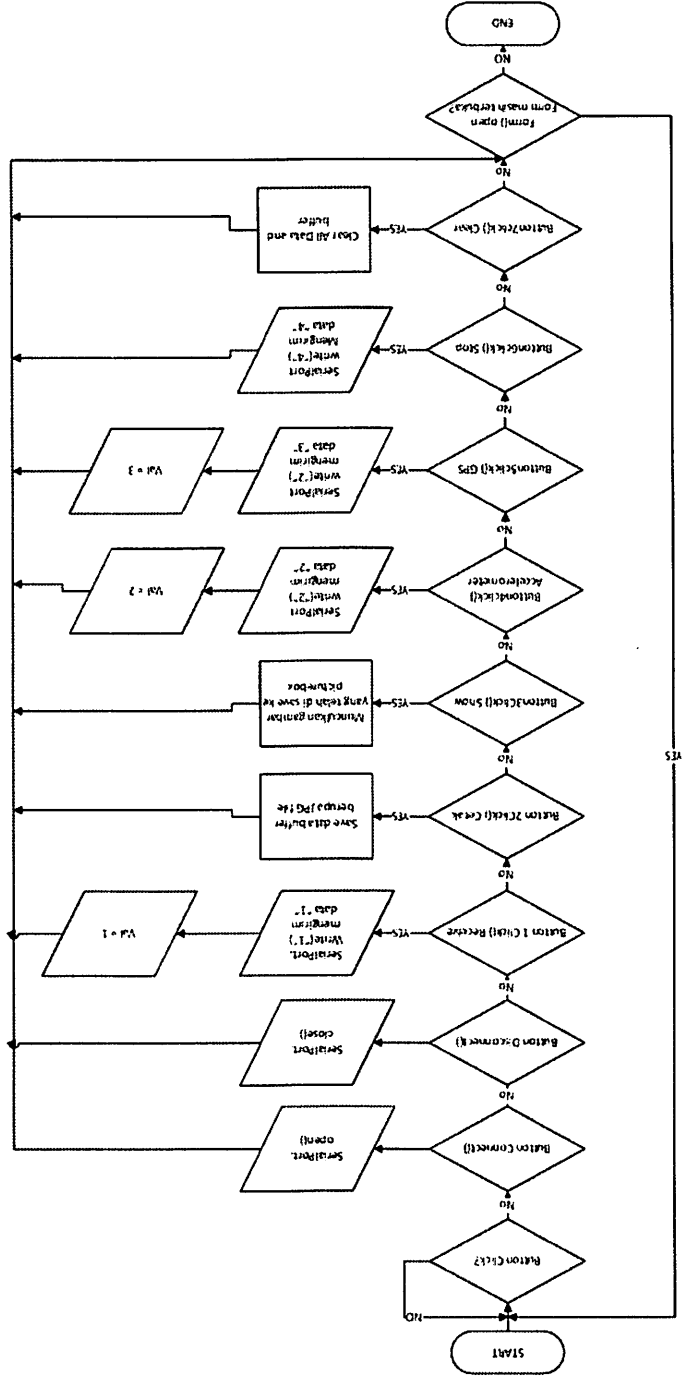 START
NO
Button Click?
No
Button Connect()
SerialPort.
open()
No
Button Disconnect()
SerialPort.
close()
No
Button 1 Click() Receive
YES
SerialPort.
Write("1")
mengirim
data "1"
Val = 1
No
Button 2Click() Cetak
YES
Save data buffer
berupa JPG file
No
Button3Click() Show
YES
Munculkan gambar
yang telah di save ke
picturebox
No
Button4click()
Accelerometer
YES
SerialPort
write("2")
mengirim
data "2"
Val = 2
No
Button5click() GPS
YES
SerialPort
write("2")
mengirim
data "3"
Val = 3
No
Button6click() Stop
YES
SerialPort
write("4")
Mengirim
data "4"
No
Button7click() Clear
YES
Clear All Data and
buffer
No
Form() open
Form masih terbuka?
YES
NO
END